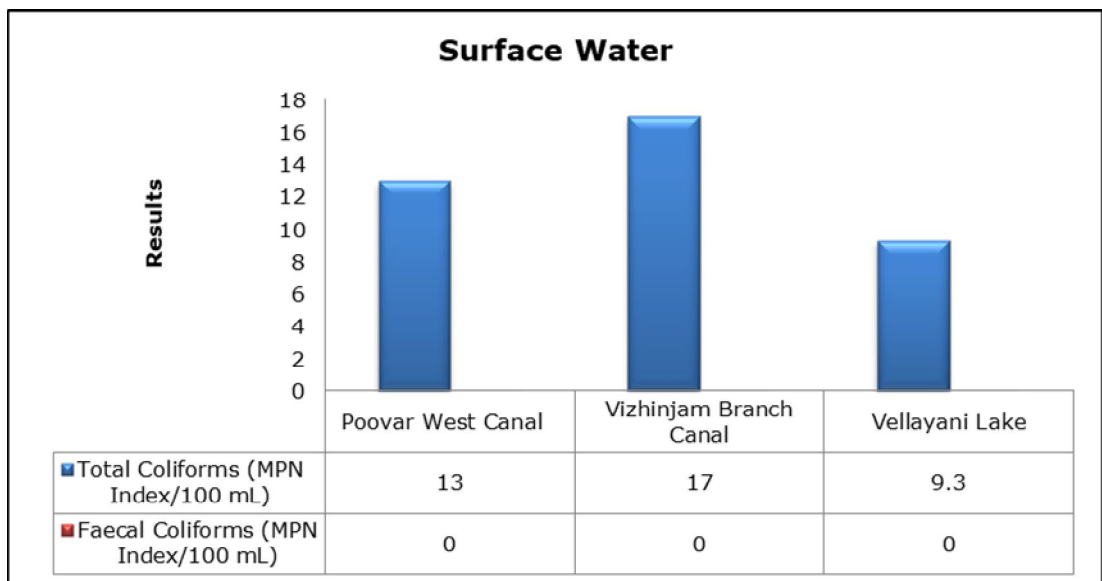 Surface Water
Results
18
16
14
12
10
8
6
4
2
0
Poovar West Canal
Vizhinjam Branch
Canal
Vellayani Lake
Total Coliforms (MPN
Index/100 mL)
13
17
9.3
Faecal Coliforms (MPN
Index/100 mL)
0
0
0